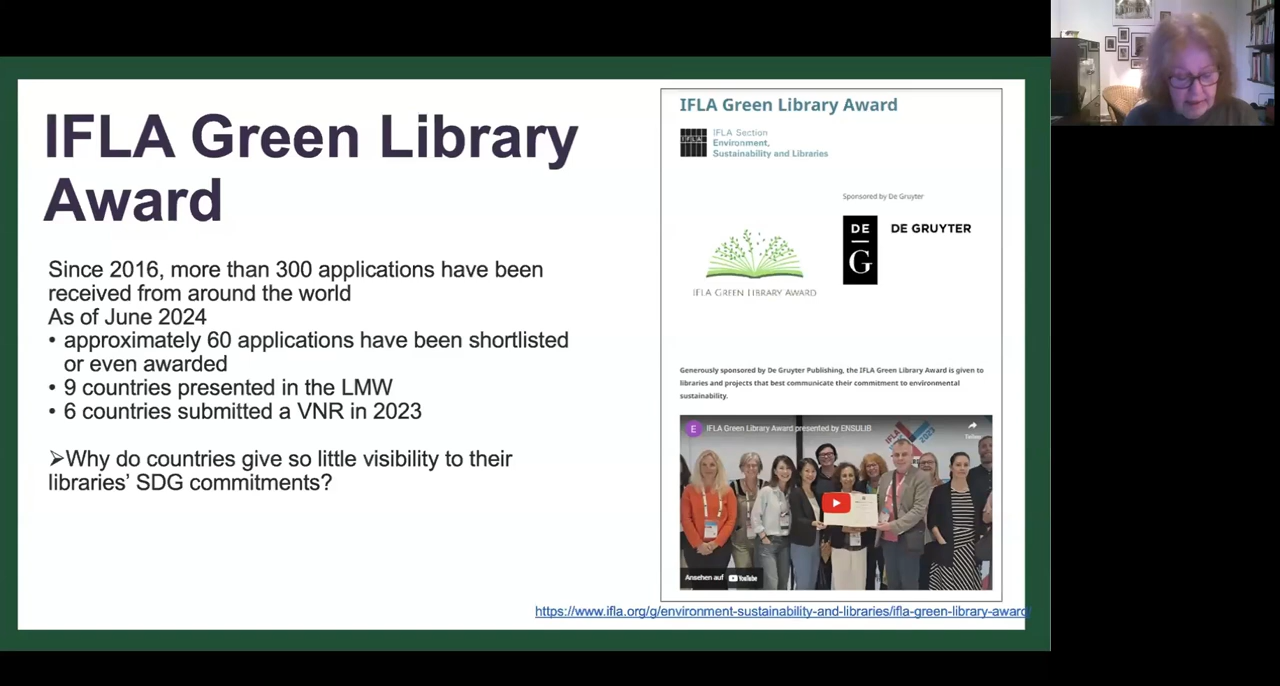 IFLA Green Library
Award
Since 2016, more than 300 applications have been
received from around the world
As of June 2024
• approximately 60 applications have been shortlisted
or even awarded
• 9 countries presented in the LMW
• 6 countries submitted a VNR in 2023
➢Why do countries give so little visibility to their
libraries' SDG commitments?
IFLA Green Library Award
IFLA
IFLA Section
Environment,
Sustainability and Libraries
Sponsored by De Gruyter
DE
G
DE GRUYTER
IFLA GREEN LIBRARY AWARD
Generously sponsored by De Gruyter Publishing, the IFLA Green Library Award is given to
libraries and projects that best communicate their commitment to environmental
sustainability.
E
IFLA Green Library Award presented by ENSULIB
Teilen
IFLA
2023
Ansehen auf YouTube
https://www.ifla.org/g/environment-sustainability-and-libraries/ifla-green-library-award/